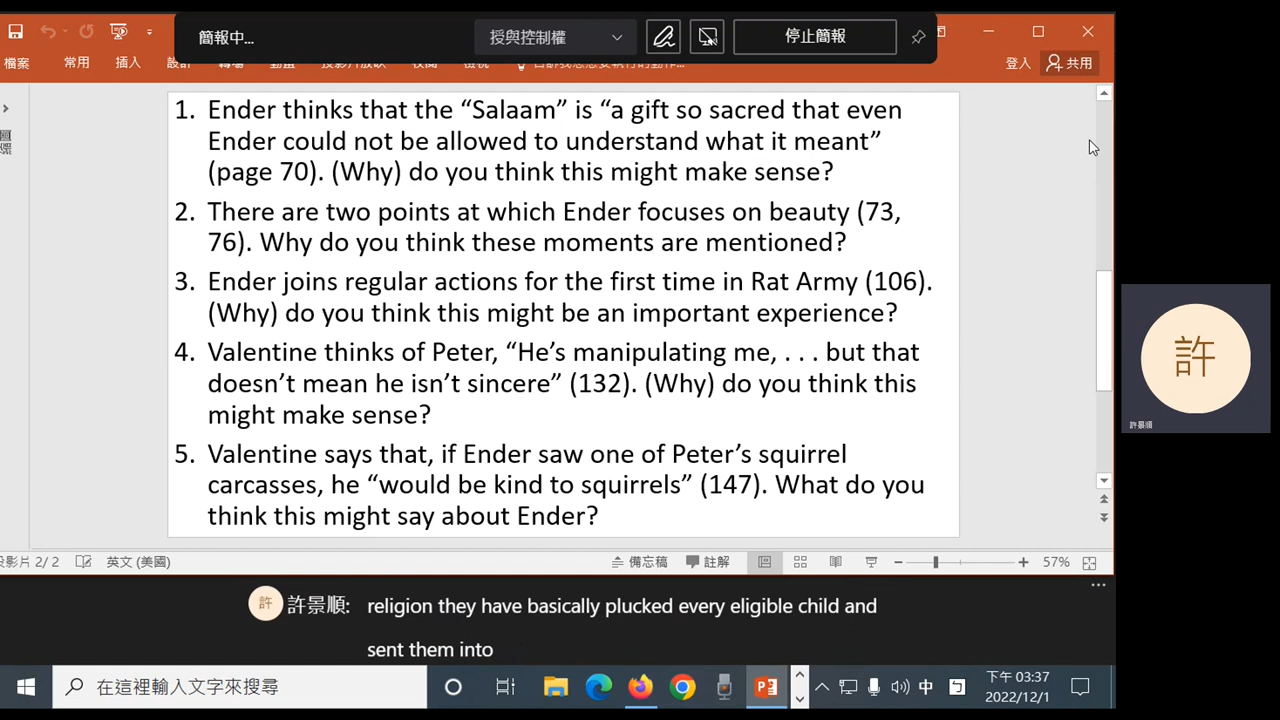 簡報中...
授與控制權
停止簡報
檔案
常用
插入
登入
共用
1. Ender thinks that the “Salaam” is “a gift so sacred that even
Ender could not be allowed to understand what it meant”
(page 70). (Why) do you think this might make sense?
2. There are two points at which Ender focuses on beauty (73,
76). Why do you think these moments are mentioned?
3. Ender joins regular actions for the first time in Rat Army (106).
(Why) do you think this might be an important experience?
4. Valentine thinks of Peter, “He’s manipulating me, . . . but that
doesn’t mean he isn’t sincere” (132). (Why) do you think this
might make sense?
5. Valentine says that, if Ender saw one of Peter’s squirrel
carcasses, he “would be kind to squirrels” (147). What do you
think this might say about Ender?
許
許景順
投影片 2/ 2
英文 (美國)
備忘稿
註解
57%
許
許景順:
religion they have basically plucked every eligible child and
sent them into
在這裡輸入文字來搜尋
中
下午 03:37
2022/12/1